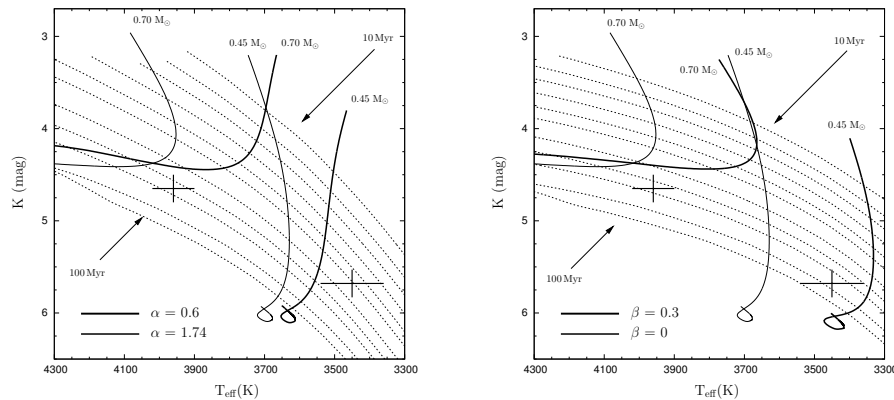 0.70 M☉
0.45 M☉ 0.70 M☉
10 Myr
0.45 M☉
100 Myr
α = 0.6
α = 1.74
3
4
5
6
K (mag)
4300 4100 3900 3700 3500 3300
Teff(K)
0.70 M☉
0.45 M☉
10 Myr
0.70 M☉
0.45 M☉
100 Myr
β = 0.3
β = 0
3
4
5
6
K (mag)
4300 4100 3900 3700 3500 3300
Teff(K)